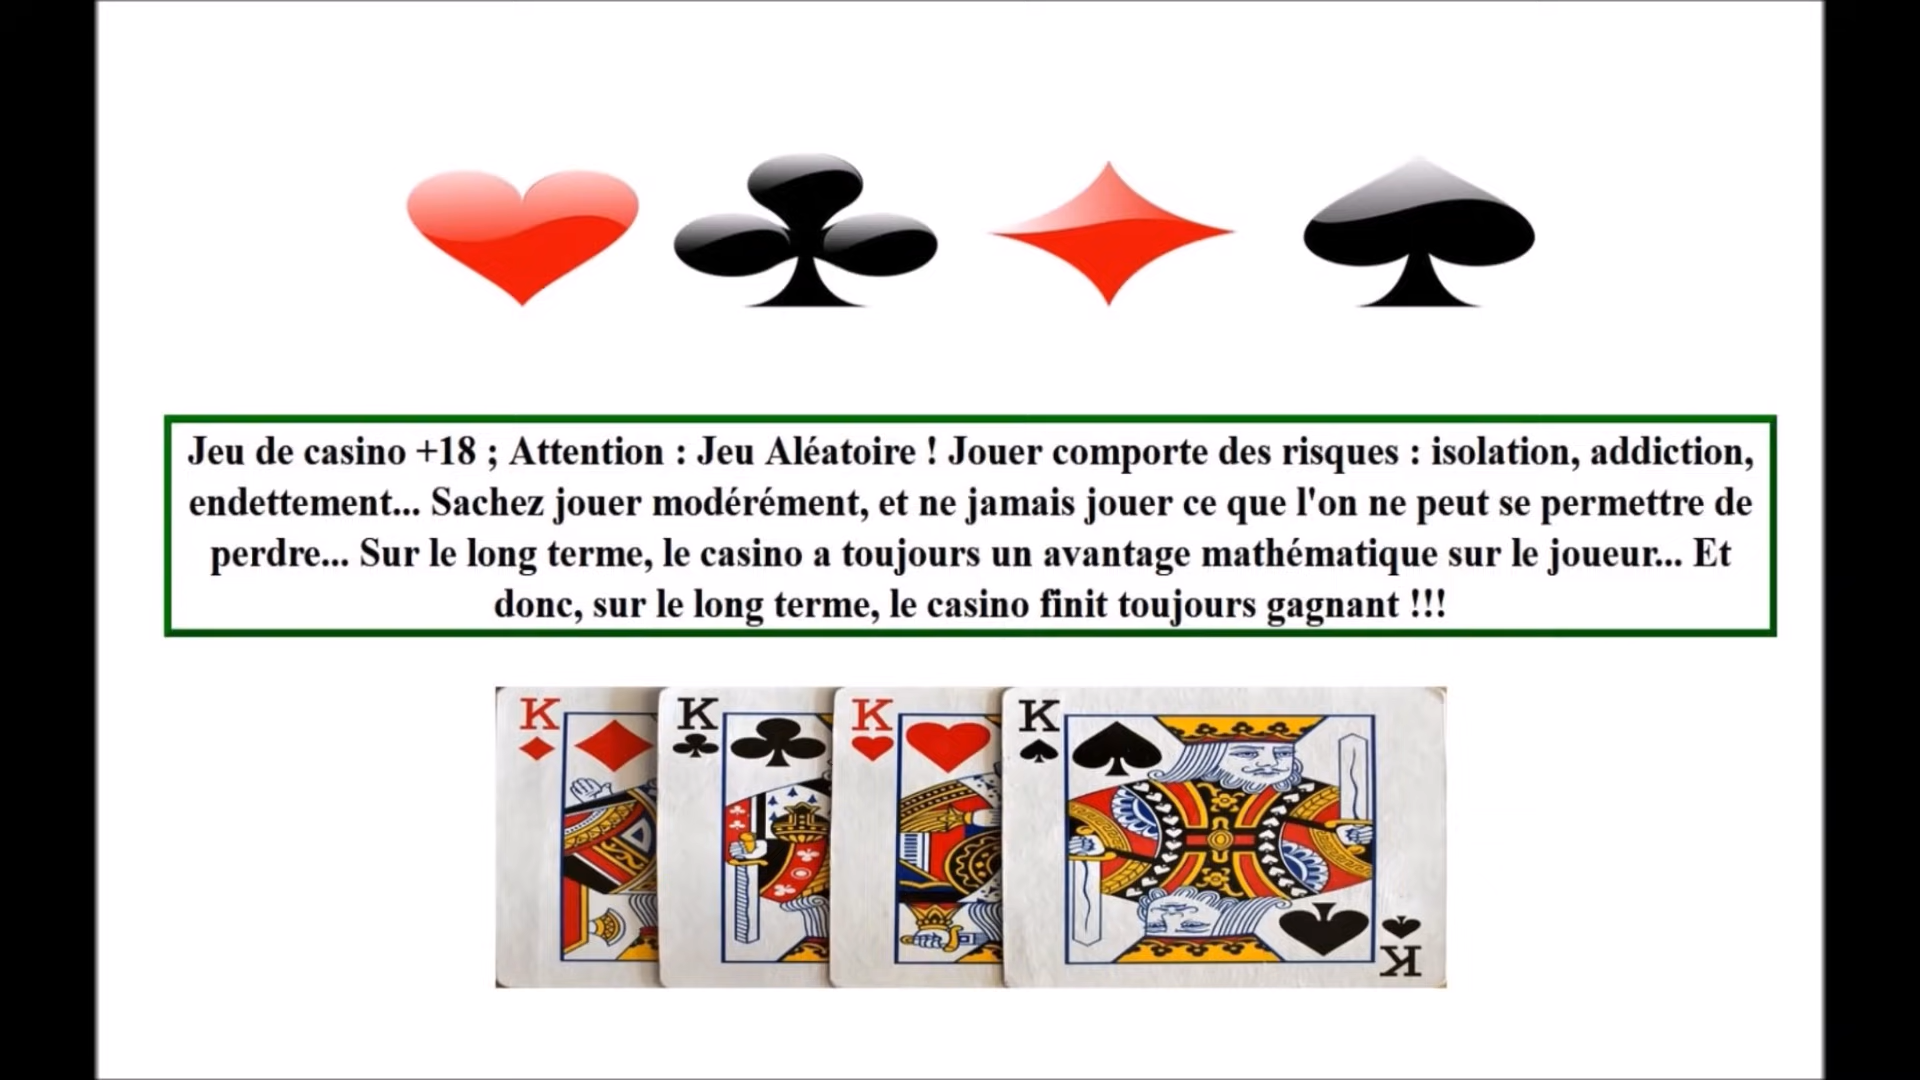 Jeu de casino +18 ; Attention : Jeu Aléatoire ! Jouer comporte des risques : isolation, addiction,
endettement... Sachez jouer modérément, et ne jamais jouer ce que l'on ne peut se permettre de
perdre... Sur le long terme, le casino a toujours un avantage mathématique sur le joueur... Et
donc, sur le long terme, le casino finit toujours gagnant !!!
K K K K
K